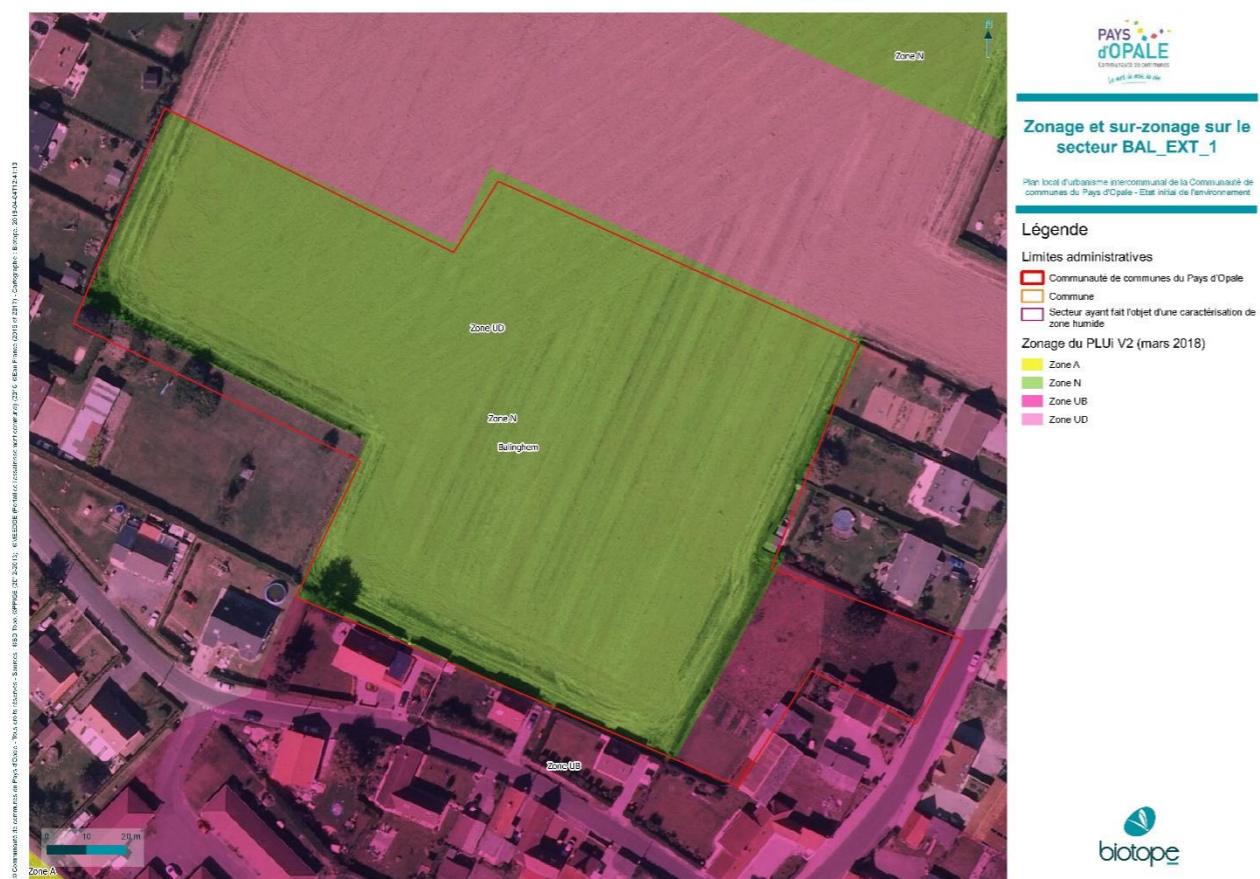 Zone N
Zone UD
Zone N
Balinghem
Zone UB
Zone A
0 10 20 m
PAYS
d'OPALE
Communauté de communes
Zonage et sur-zonage sur le
secteur BAL_EXT_1
Plan local d'urbanisme intercommunal de la Communauté de
communes du Pays d'Opale - Etat initial de l'environnement
Légende
Limites administratives
Communauté de communes du Pays d'Opale
Commune
Secteur ayant fait l'objet d'une caractérisation de
zone humide
Zonage du PLUi V2 (mars 2018)
Zone A
Zone N
Zone UB
Zone UD
biotope